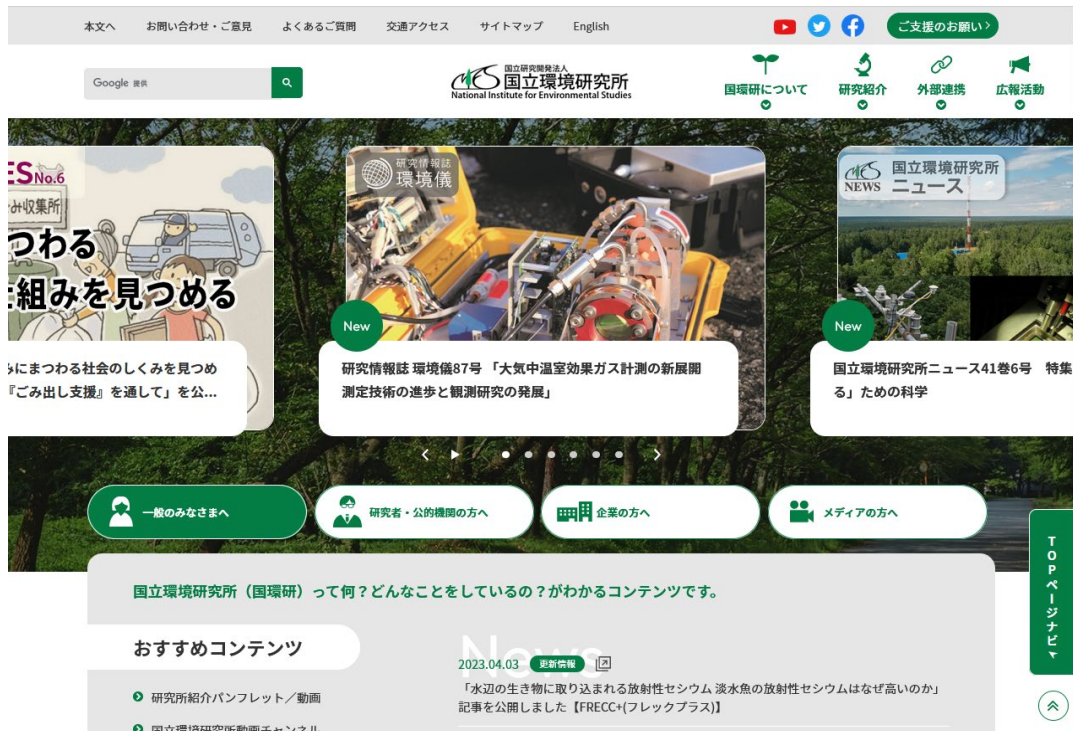 本文へ お問い合わせ・ご意見 よくあるご質問 交通アクセス サイトマップ English ご支援のお願い
Google 提供
国立研究開発法人
国立環境研究所
National Institute for Environmental Studies
国環研について 研究紹介 外部連携 広報活動
ES No.6
み収集所
つわる
組みを見つめる
みにまつわる社会のしくみを見つめ
『ごみ出し支援』を通して」を公...
研究情報誌
環境儀
New
研究情報誌 環境儀87号 「大気中温室効果ガス計測の新展開
測定技術の進歩と観測研究の発展」
NIES
NEWS
国立環境研究所
ニュース
New
国立環境研究所ニュース41巻6号 特集
る」ための科学
一般のみなさまへ 研究者・公的機関の方へ 企業の方へ メディアの方へ
TOPページナビ
国立環境研究所（国環研）って何？どんなことをしているの？がわかるコンテンツです。
おすすめコンテンツ
研究所紹介パンフレット／動画
国立環境研究所動画チャンネル
News
2023.04.03 更新情報
「水辺の生き物に取り込まれる放射性セシウム 淡水魚の放射性セシウムはなぜ高いのか」
記事を公開しました【FRECC+(フレックプラス)】